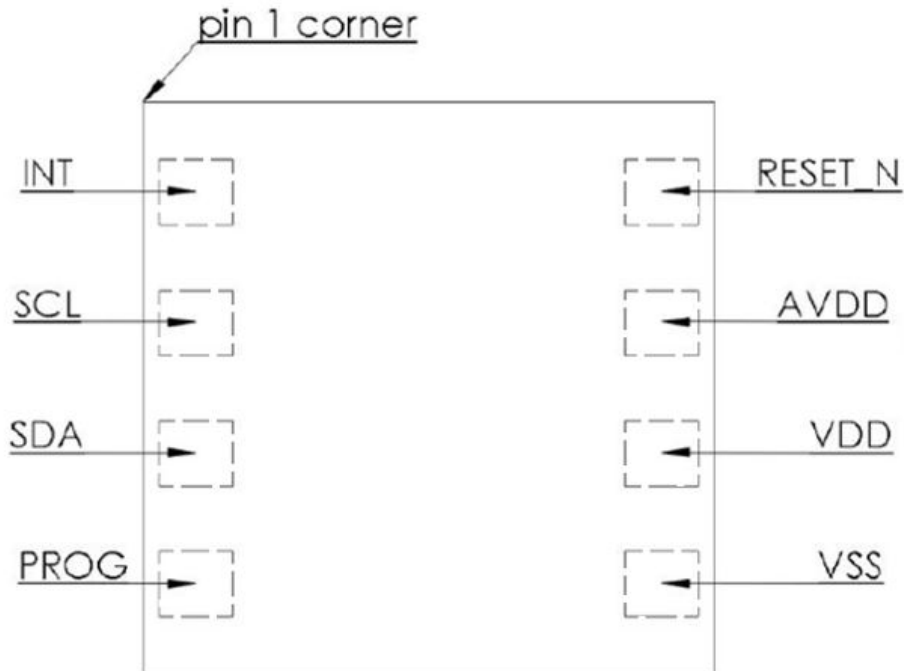 pin 1 corner
INT
RESET_N
SCL
AVDD
SDA
VDD
PROG
VSS